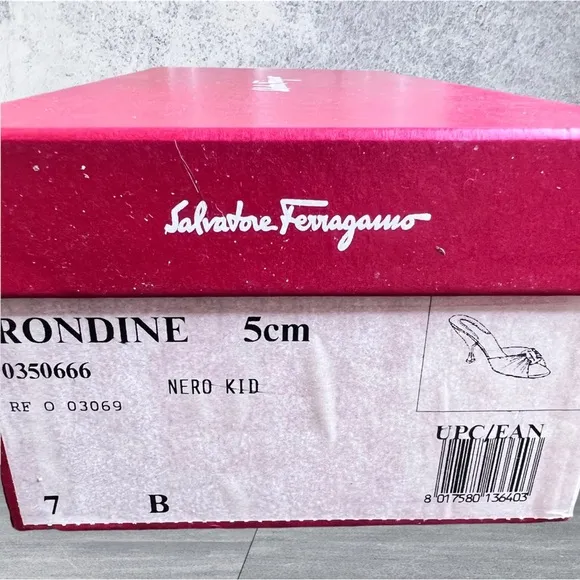 Salvatore Ferragamo
RONDINE 5cm
0350666
NERO KID
RF O 03069
UPC/EAN
7 B
8 017580 136403